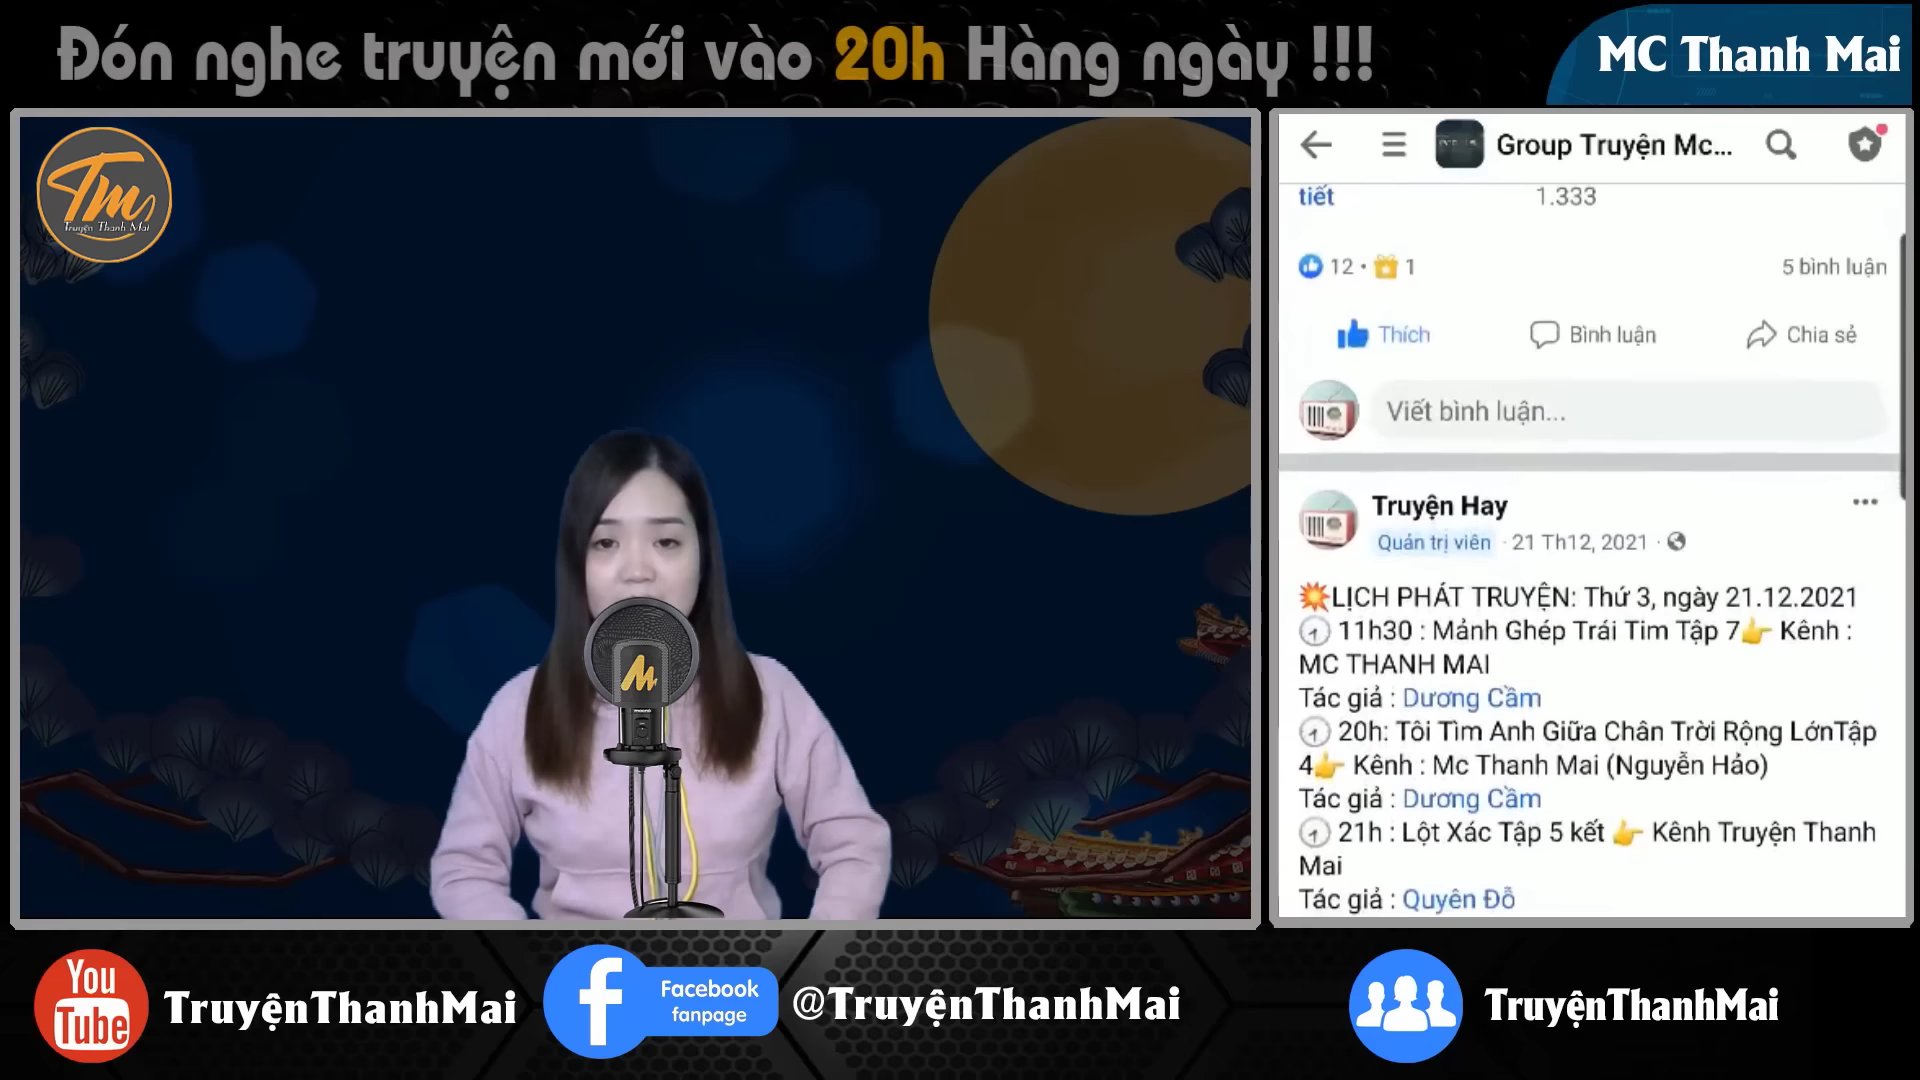 Đón nghe truyện mới vào 20h Hàng ngày !!!
MC Thanh Mai
Tm
Truyện Thanh Mai
Group Truyện Mc...
tiết
1.333
12 · 1
5 bình luận
Thích
Bình luận
Chia sẻ
Viết bình luận...
Truyện Hay
Quản trị viên · 21 Th12, 2021 ·
💥LỊCH PHÁT TRUYỆN: Thứ 3, ngày 21.12.2021
🕢 11h30 : Mảnh Ghép Trái Tim Tập 7👉 Kênh :
MC THANH MAI
Tác giả : Dương Cầm
🕢 20h: Tôi Tìm Anh Giữa Chân Trời Rộng LớnTập
4👉 Kênh : Mc Thanh Mai (Nguyễn Hảo)
Tác giả : Dương Cầm
🕢 21h : Lột Xác Tập 5 kết 👉 Kênh Truyện Thanh
Mai
Tác giả : Quyên Đỗ
You
Tube
TruyệnThanhMai
f
Facebook
fanpage
@TruyệnThanhMai
TruyệnThanhMai